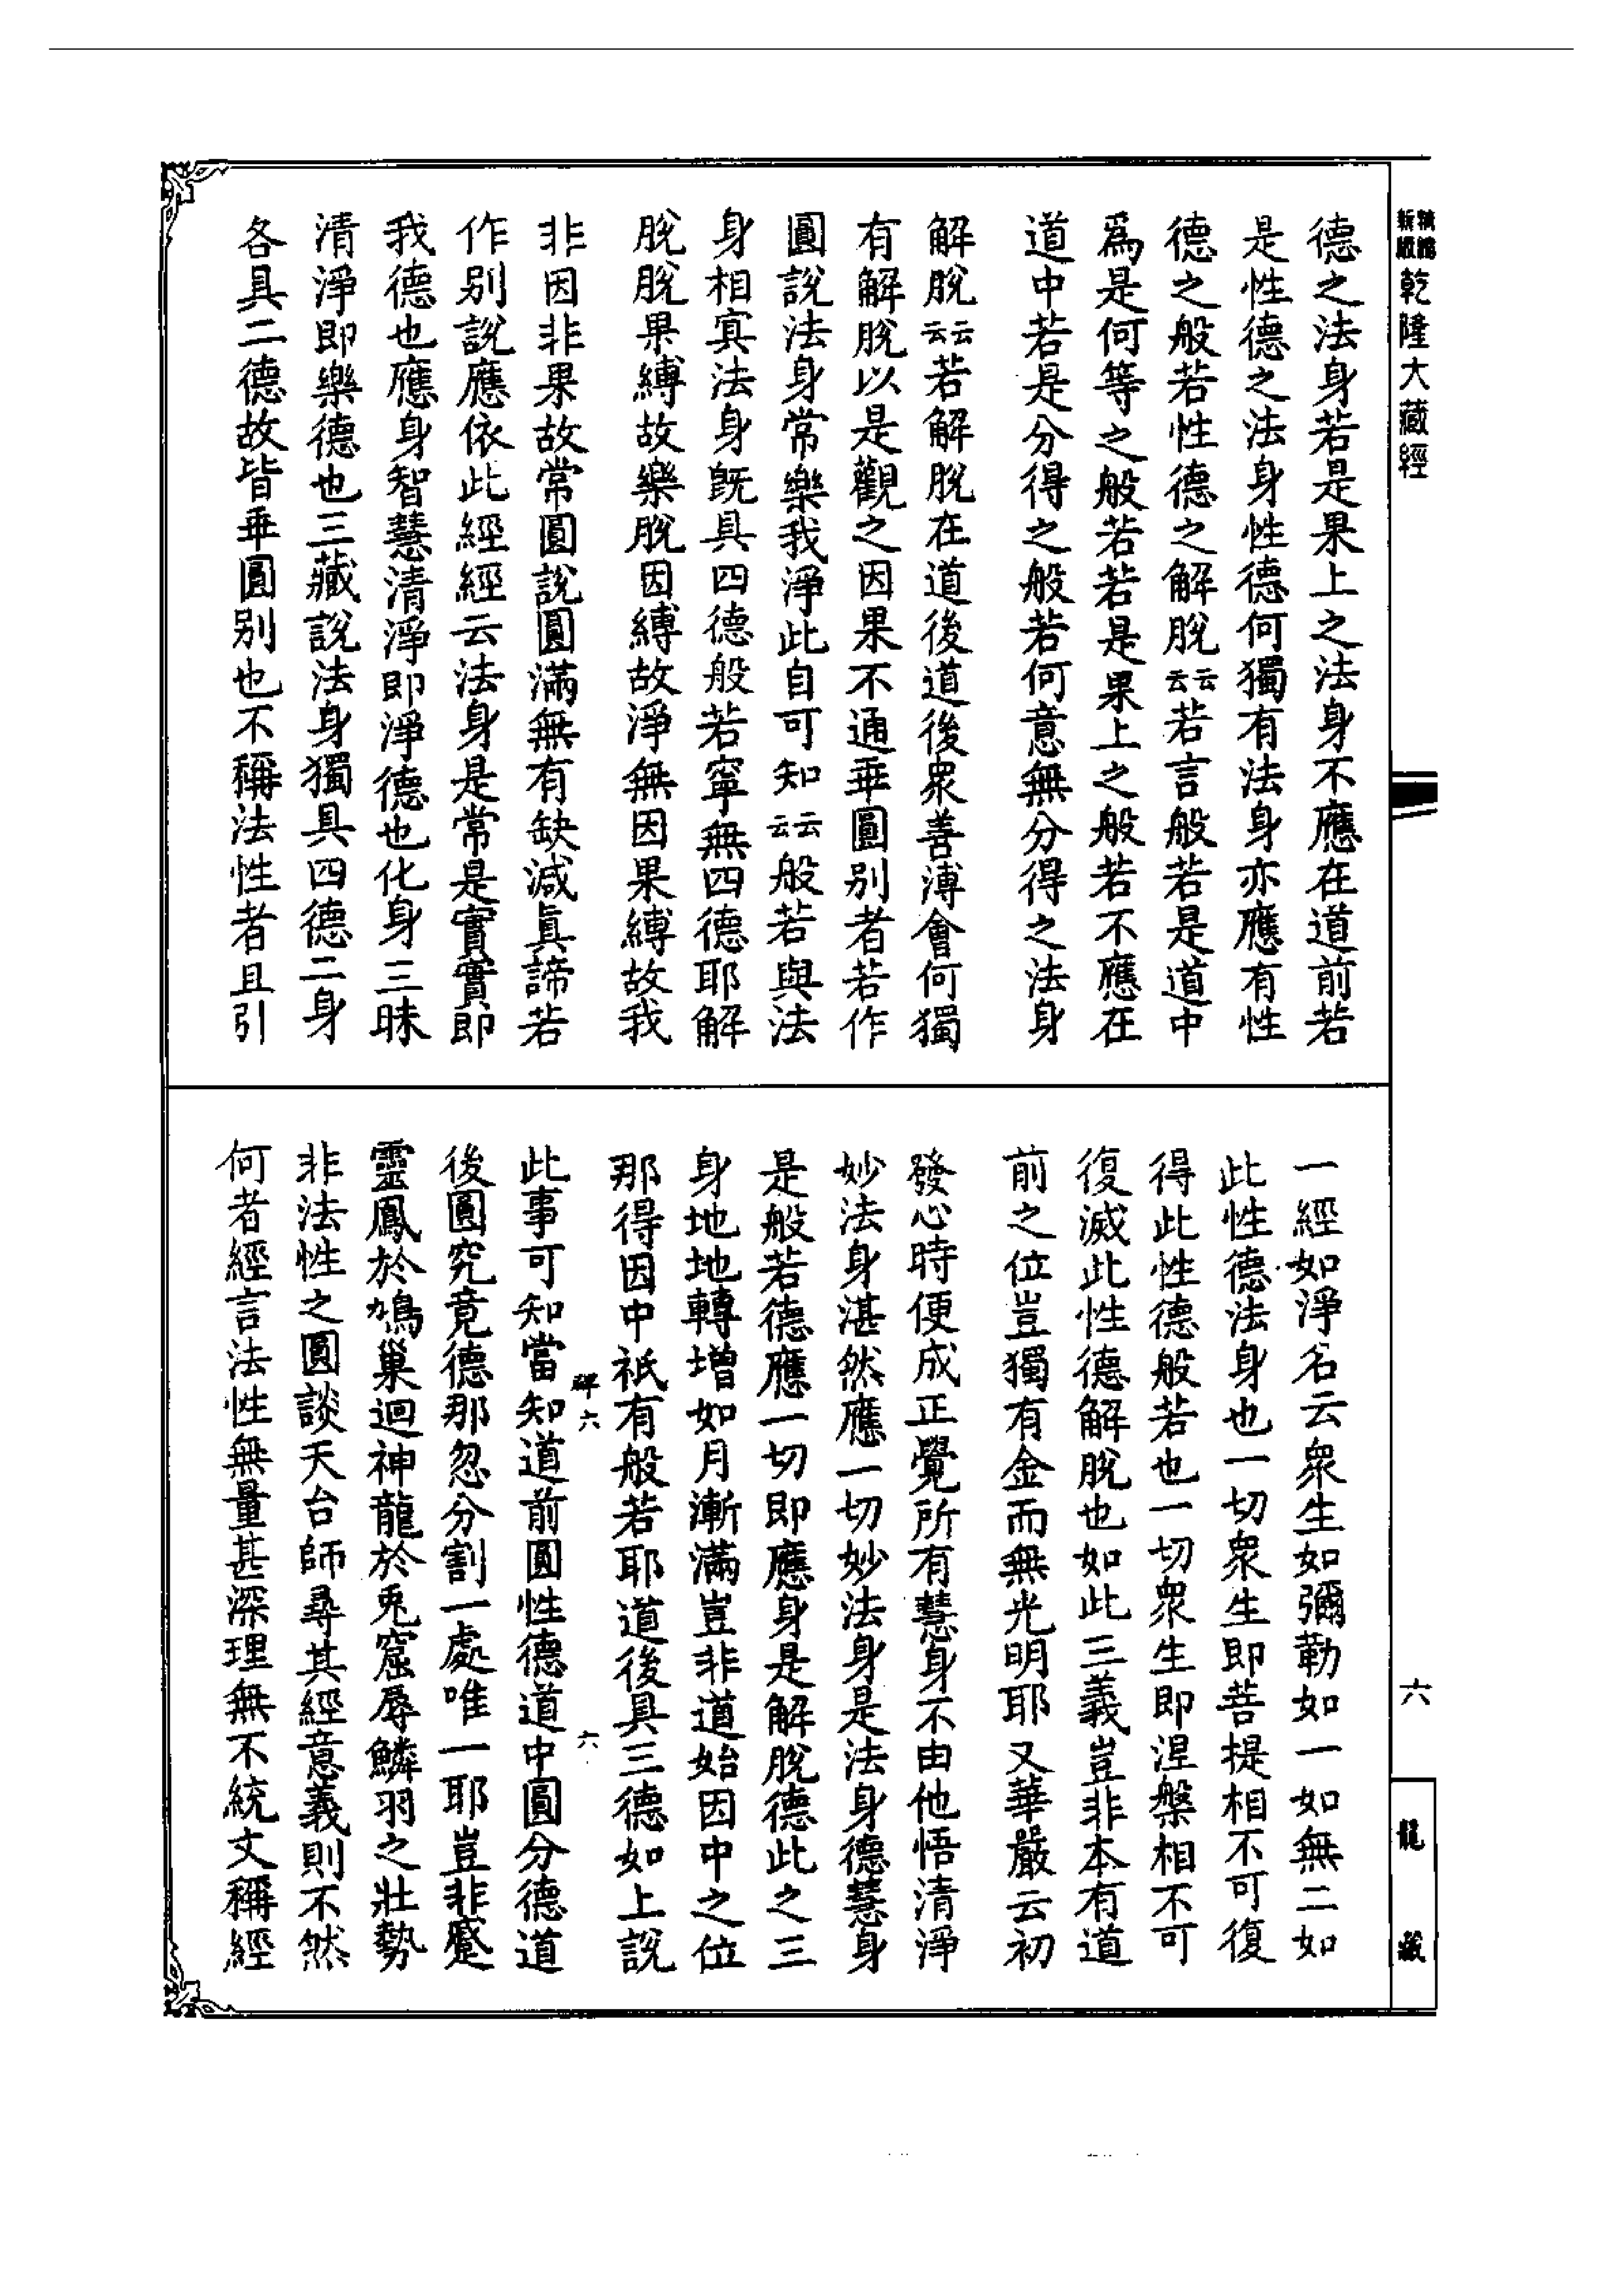 精編
新版
乾隆大藏經
德之法身若是果上之法身不應在道前若
是性德之法身性德何獨有法身亦應有性
德之般若性德之解脫云云若言般若是道中
爲是何等之般若若是果上之般若不應在
道中若是分得之般若何意無分得之法身
解脫云云若解脫在道後道後衆善溥會何獨
有解脫以是觀之因果不通乖圓別者若作
圓說法身常樂我淨此自可知云云般若與法
身相寘法身旣具四德般若寧無四德耶解
脫脫果縛故樂脫因縛故淨無因果縛故我
非因非果故常圓說圓滿無有缺減眞諦若
作別說應依此經經云法身是常是實實即
我德也應身智慧清淨即淨德也化身三昧
清淨即樂德也三藏說法身獨具四德二身
各具二德故皆乖圓別也不稱法性者且引
一經如淨名云衆生如彌勒如一如無二如
此性德法身也一切衆生即菩提相不可復
得此性德般若也一切衆生即涅槃相不可
復滅此性德解脫也如此三義豈非本有道
前之位豈獨有金而無光明耶又華嚴云初
發心時便成正覺所有慧身不由他悟清淨
妙法身湛然應一切妙法身是法身德慧身
是般若德應一切即應身是解脫德此之三
身地地轉增如月漸滿豈非道始因中之位
那得因中祇有般若耶道後具三德如上說
此事可知當知道前圓性德道中圓分德道
後圓究竟德那忽分割一處唯一耶豈非蹙
靈鳳於鳩巢迴神龍於兎窟辱鱗羽之壯勢
非法性之圓談天台師尋其經意義則不然
何者經言法性無量甚深理無不統文稱經
六
六
六
龍
藏